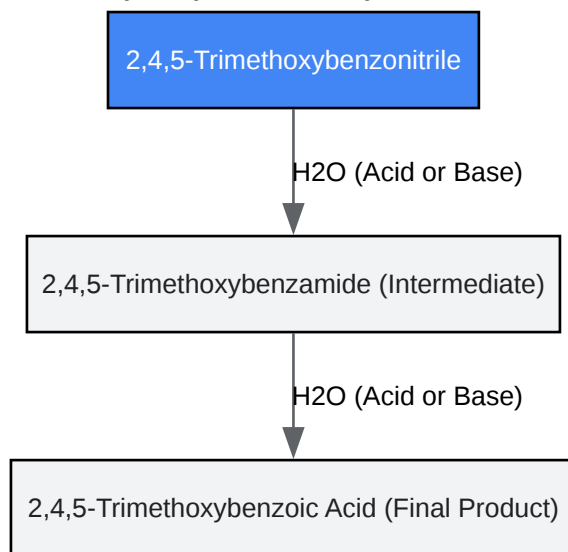 2,4,5-Trimethoxybenzonitrile
H2O (Acid or Base)
2,4,5-Trimethoxybenzamide (Intermediate)
H2O (Acid or Base)
2,4,5-Trimethoxybenzoic Acid (Final Product)